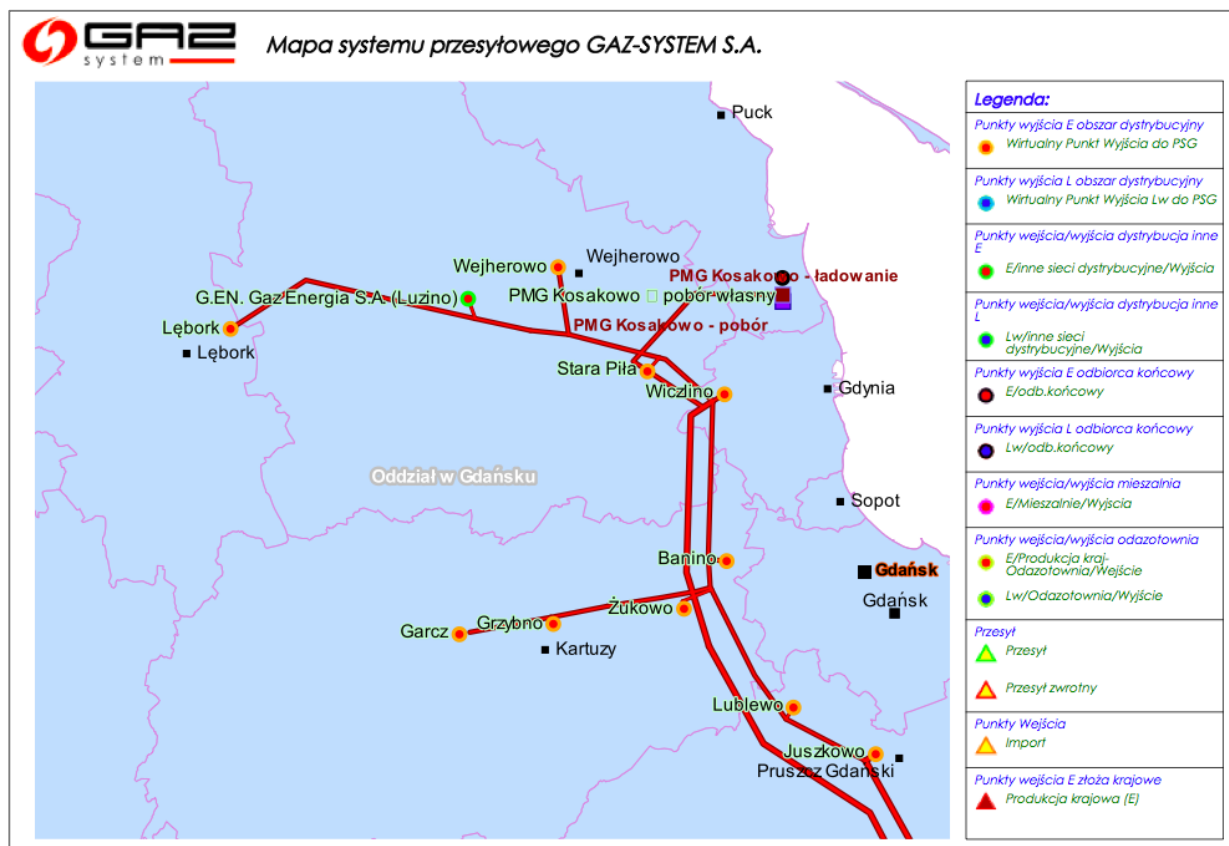 GAZ
system
Mapa systemu przesyłowego GAZ-SYSTEM S.A.
Puck
Wejherowo
Wejherowo
PMG Kosakowo - ładowanie
G.EN. Gaz Energia S.A. (Luzino)
PMG Kosakowo □ pobór własny
Lębork
PMG Kosakowo - pobór
Lębork
Stara Piła
Wiczlino
Gdynia
Oddział w Gdańsku
Sopot
Banino
Gdańsk
Gdańsk
Żukowo
Garcz
Grzybno
Kartuzy
Lublewo
Juszkowo
Pruszcz Gdański
Legenda:
Punkty wyjścia E obszar dystrybucyjny
Wirtualny Punkt Wyjścia do PSG
Punkty wyjścia L obszar dystrybucyjny
Wirtualny Punkt Wyjścia Lw do PSG
Punkty wejścia/wyjścia dystrybucja inne
E
E/inne sieci dystrybucyjne/Wyjścia
Punkty wejścia/wyjścia dystrybucja inne
L
Lw/inne sieci
dystrybucyjne/Wyjścia
Punkty wyjścia E odbiorca końcowy
E/odb.końcowy
Punkty wyjścia L odbiorca końcowy
Lw/odb.końcowy
Punkty wejścia/wyjścia mieszalnia
E/Mieszalnie/Wyjscia
Punkty wejścia/wyjścia odazotownia
E/Produkcja kraj-
Odazotownia/Wejście
Lw/Odazotownia/Wyjście
Przesył
Przesył
Przesył zwrotny
Punkty Wejścia
Import
Punkty wejścia E złoża krajowe
Produkcja krajowa (E)